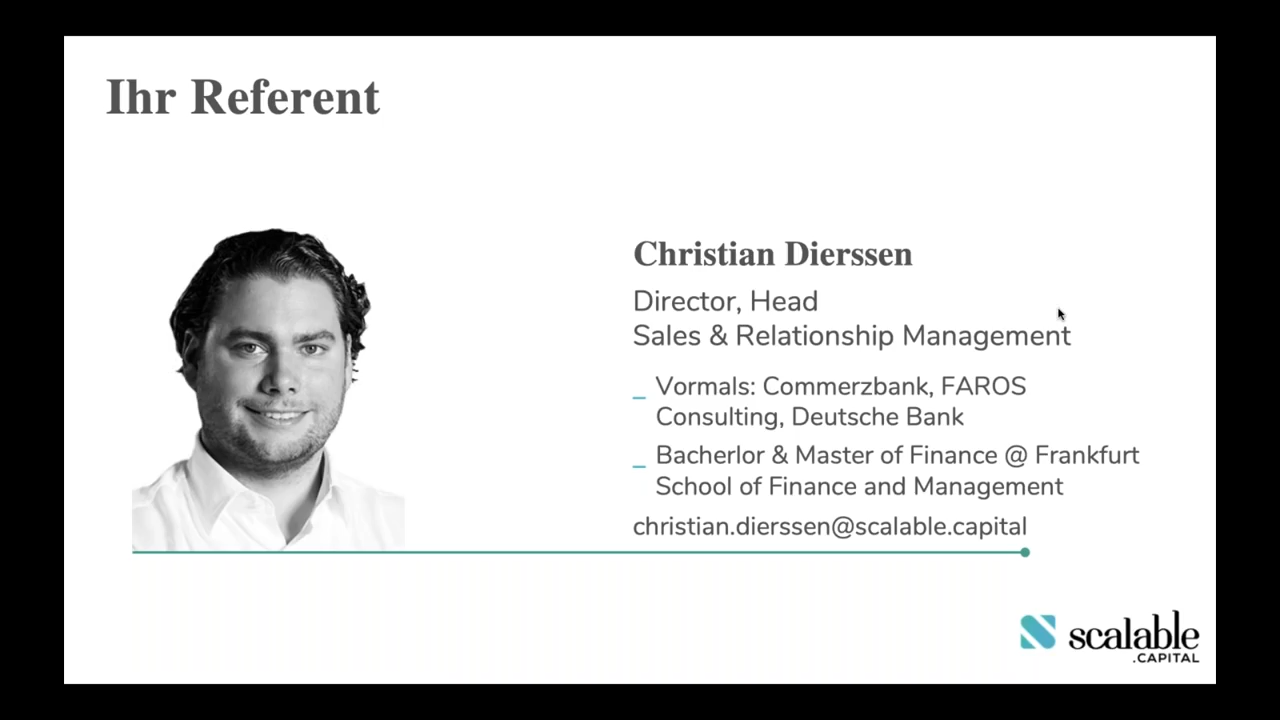 Ihr Referent
Christian Dierssen
Director, Head
Sales & Relationship Management
_ Vormals: Commerzbank, FAROS
Consulting, Deutsche Bank
_ Bacherlor & Master of Finance @ Frankfurt
School of Finance and Management
christian.dierssen@scalable.capital
scalable
.CAPITAL